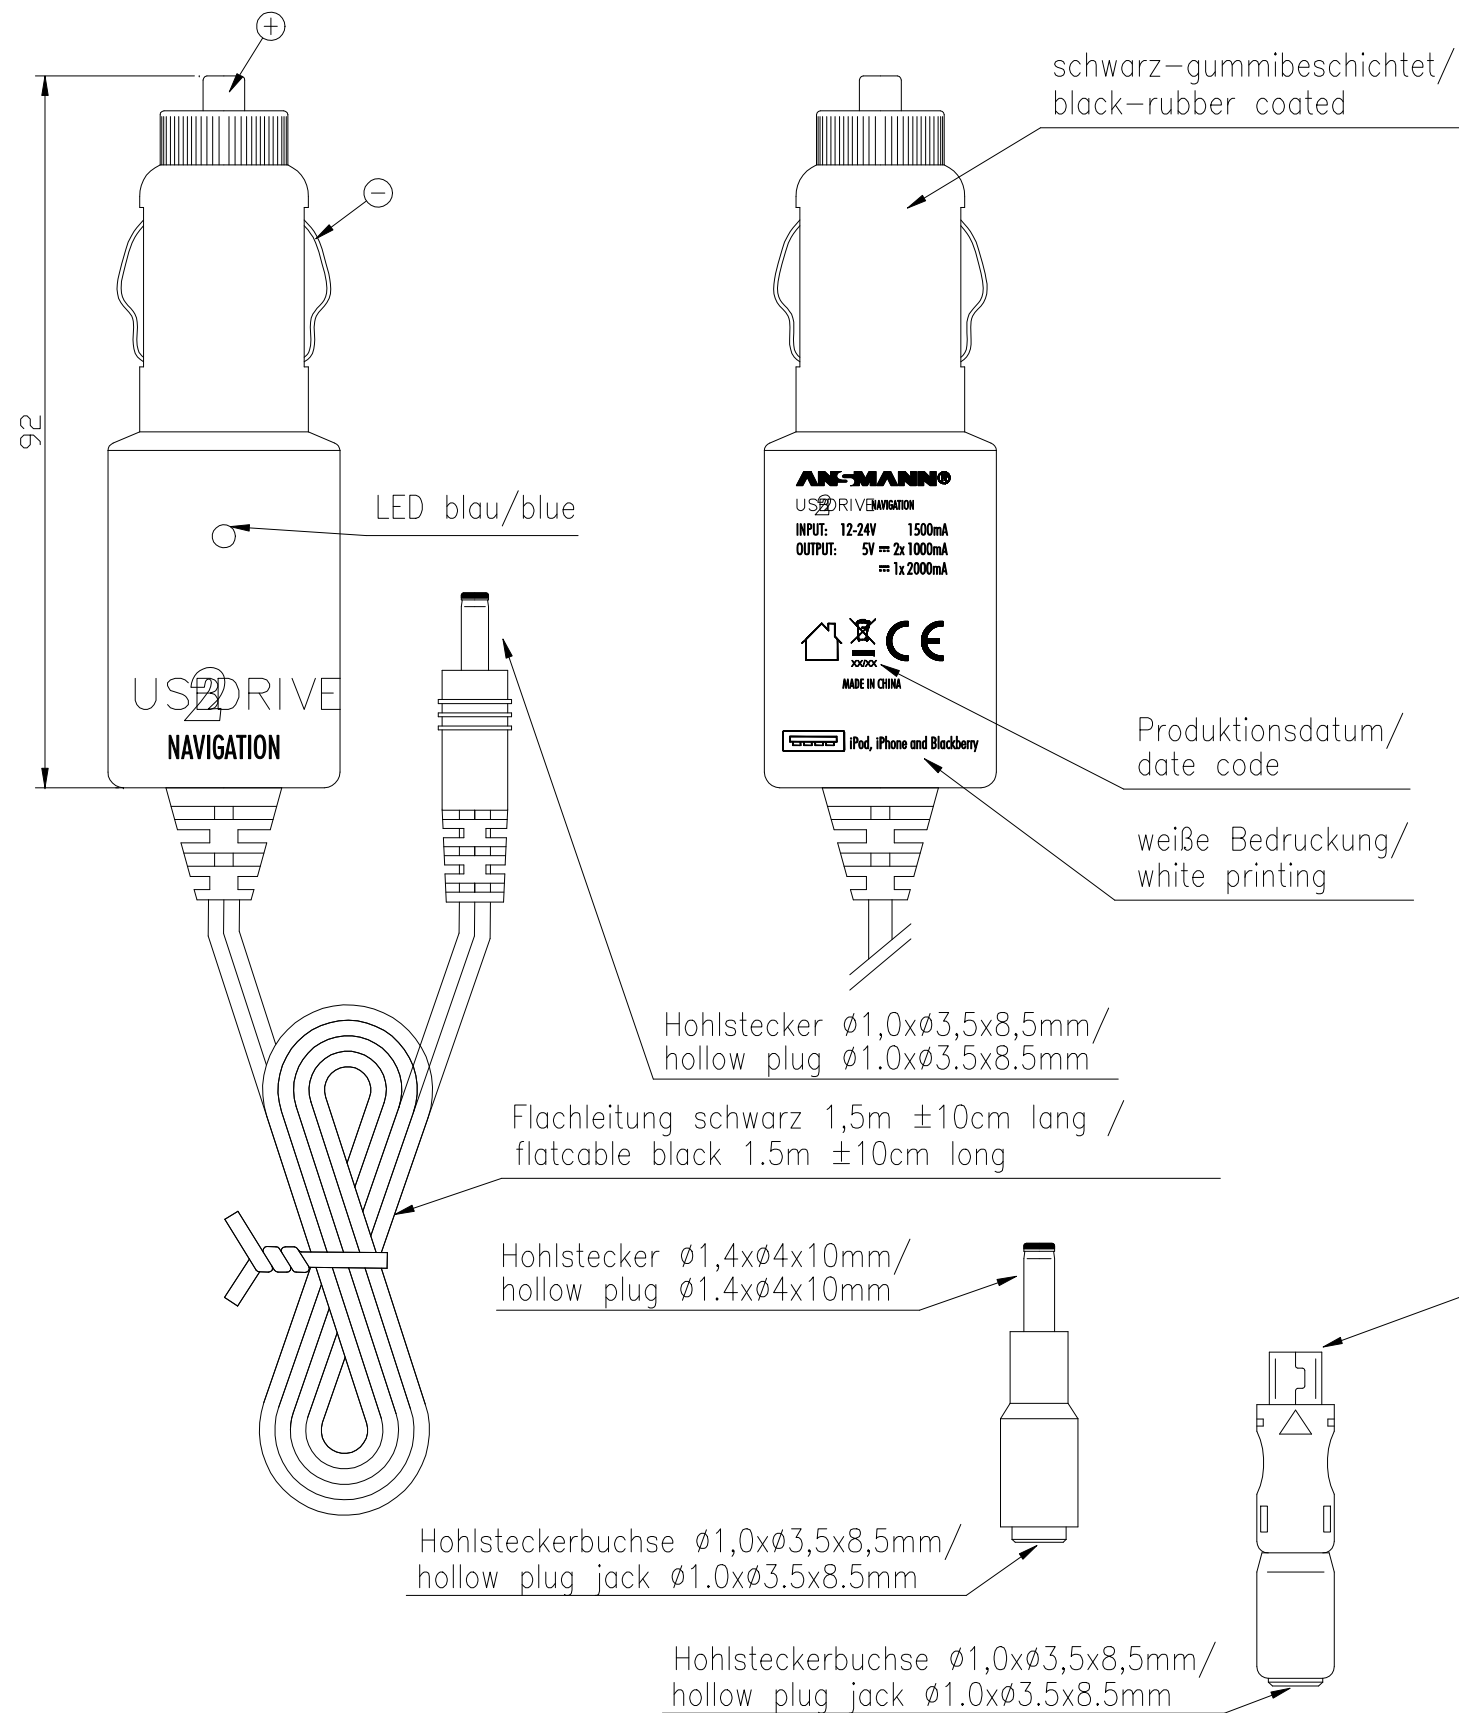 +
schwarz-gummibeschichtet/
black-rubber coated
−
92
LED blau/blue
ANSMANN®
USB2DRIVE NAVIGATION
INPUT: 12-24V 1500mA
OUTPUT: 5V ⎓ 2x 1000mA
⎓ 1x 2000mA
CE
XX/XX
MADE IN CHINA
USB2DRIVE
NAVIGATION
iPod, iPhone and Blackberry
Produktionsdatum/
date code
weiße Bedruckung/
white printing
Hohlstecker ø1,0xø3,5x8,5mm/
hollow plug ø1.0xø3.5x8.5mm
Flachleitung schwarz 1,5m ±10cm lang /
flatcable black 1.5m ±10cm long
Hohlstecker ø1,4xø4x10mm/
hollow plug ø1.4xø4x10mm
Hohlsteckerbuchse ø1,0xø3,5x8,5mm/
hollow plug jack ø1.0xø3.5x8.5mm
Hohlsteckerbuchse ø1,0xø3,5x8,5mm/
hollow plug jack ø1.0xø3.5x8.5mm